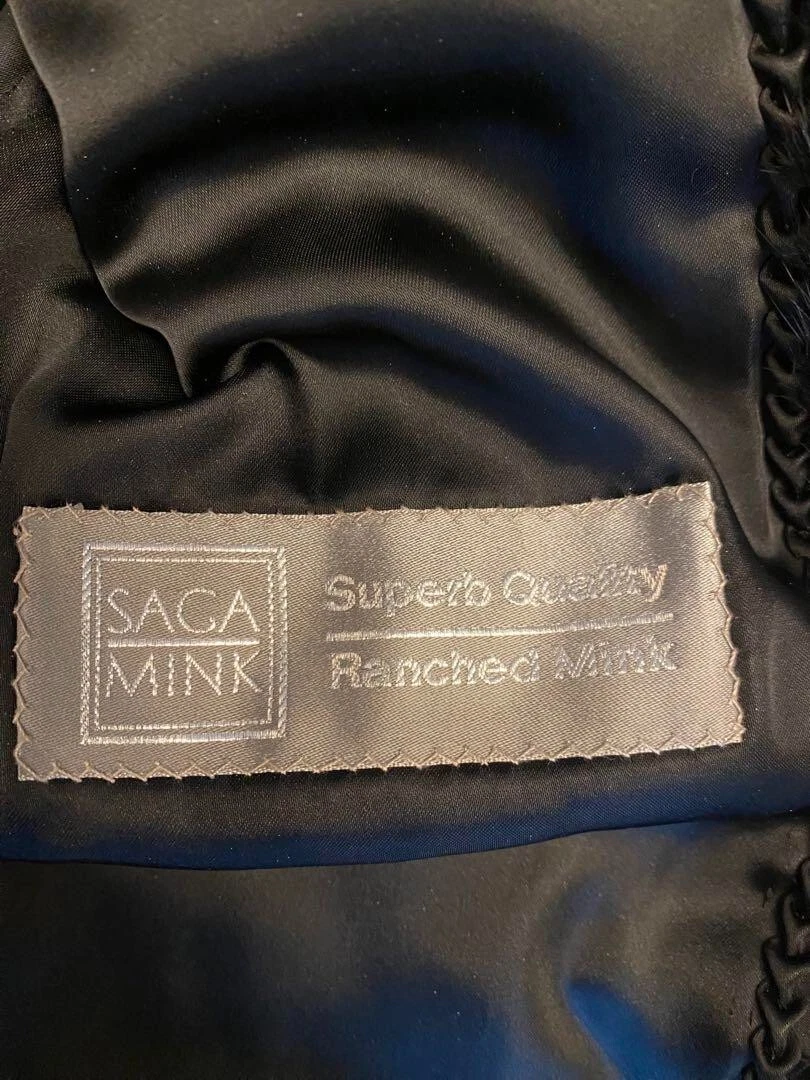 SAGA
MINK
Superb Quality
Ranched Mink